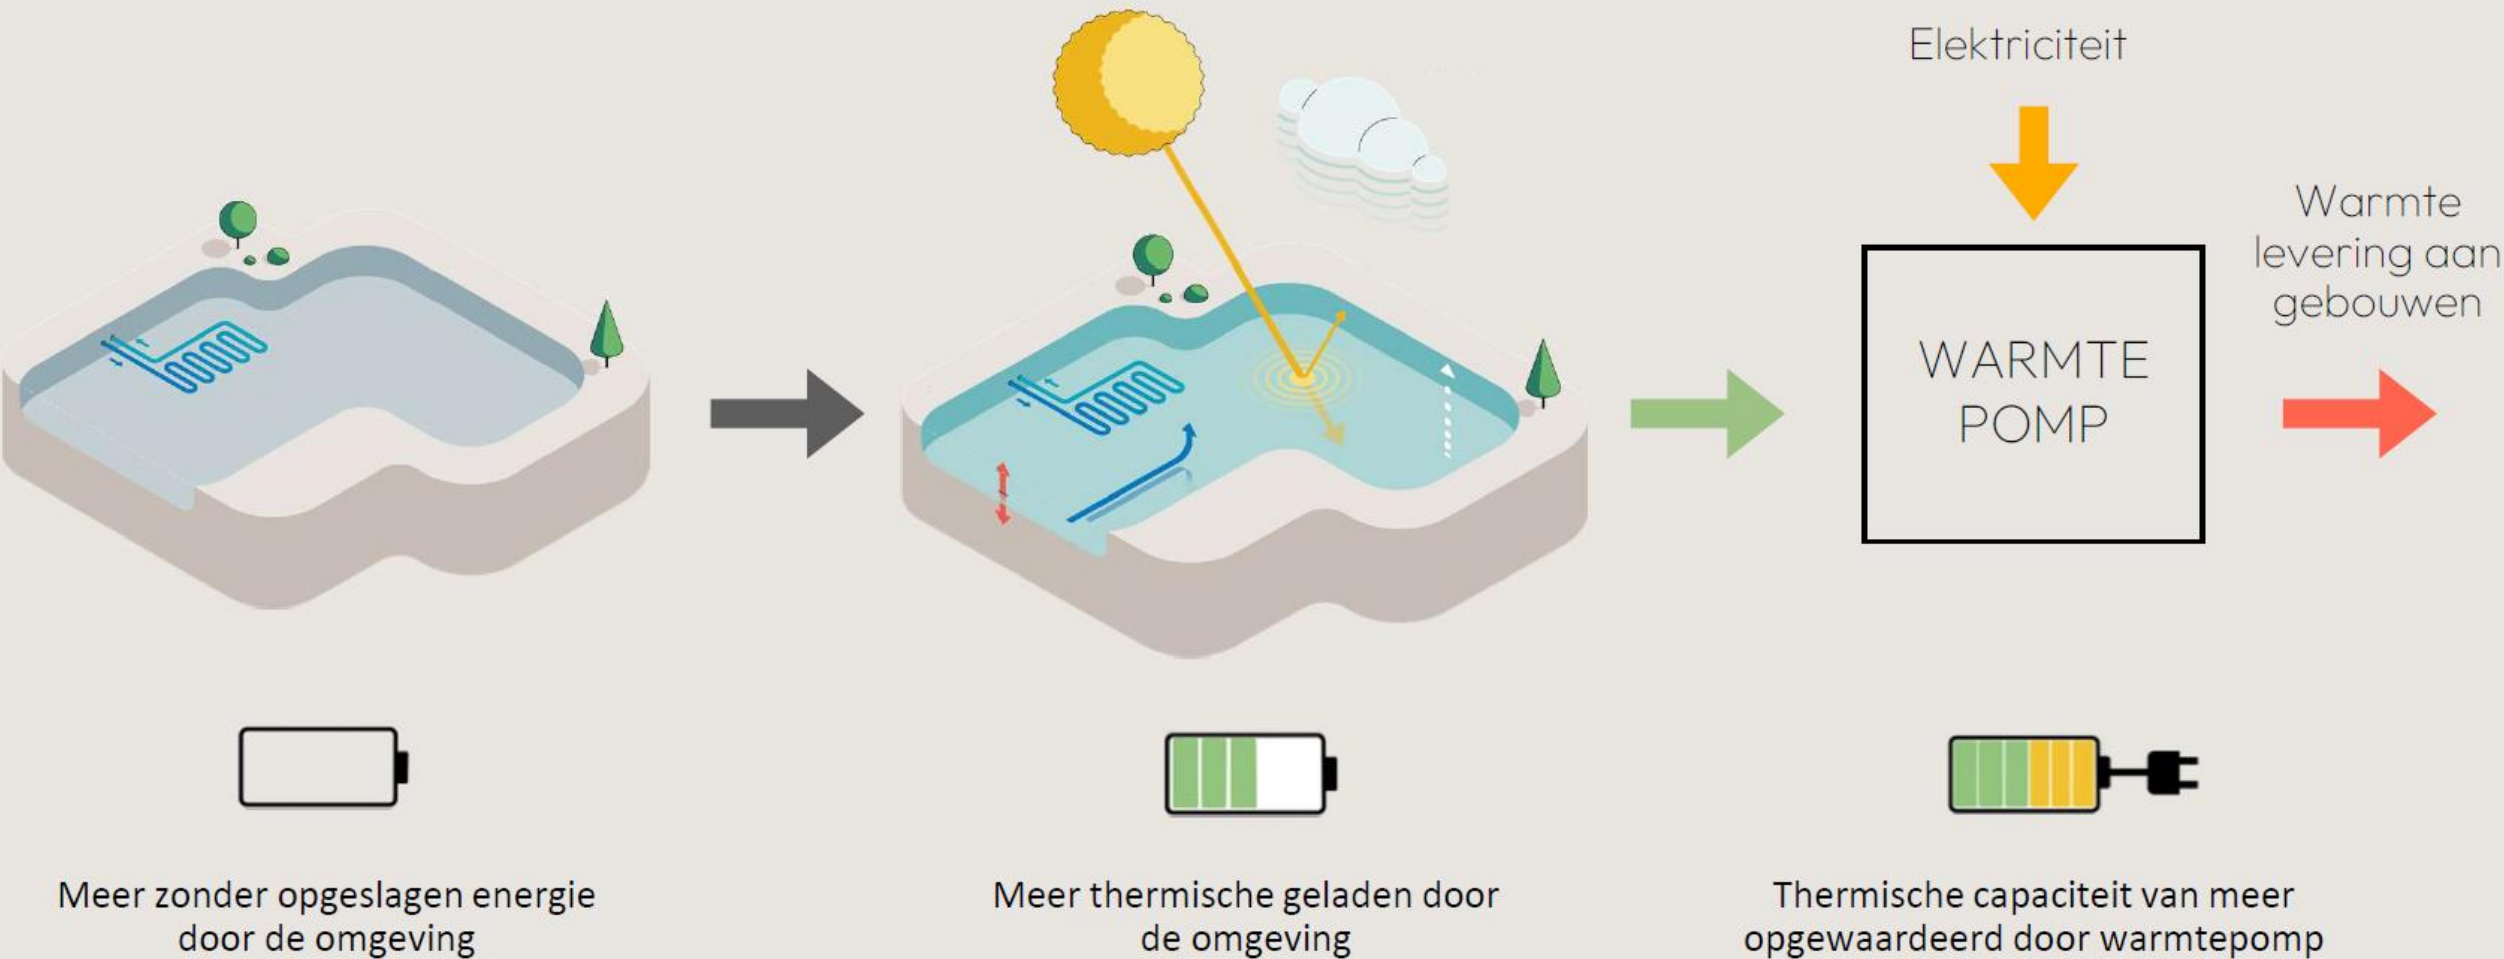 Elektriciteit
Warmte
levering aan
gebouwen
WARMTE
POMP
Meer zonder opgeslagen energie
door de omgeving
Meer thermische geladen door
de omgeving
Thermische capaciteit van meer
opgewaardeerd door warmtepomp